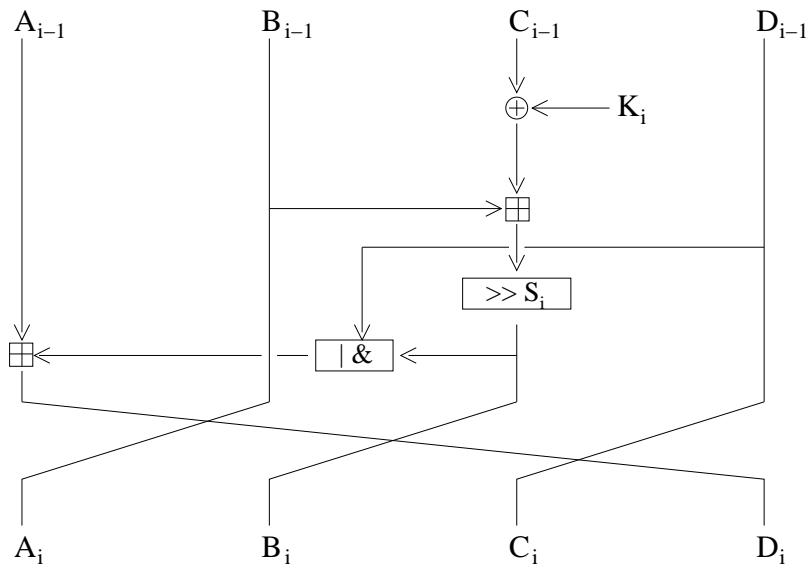 A_{i−1} B_{i−1} C_{i−1} D_{i−1}
K_i
>> S_i
| &
A_i B_i C_i D_i